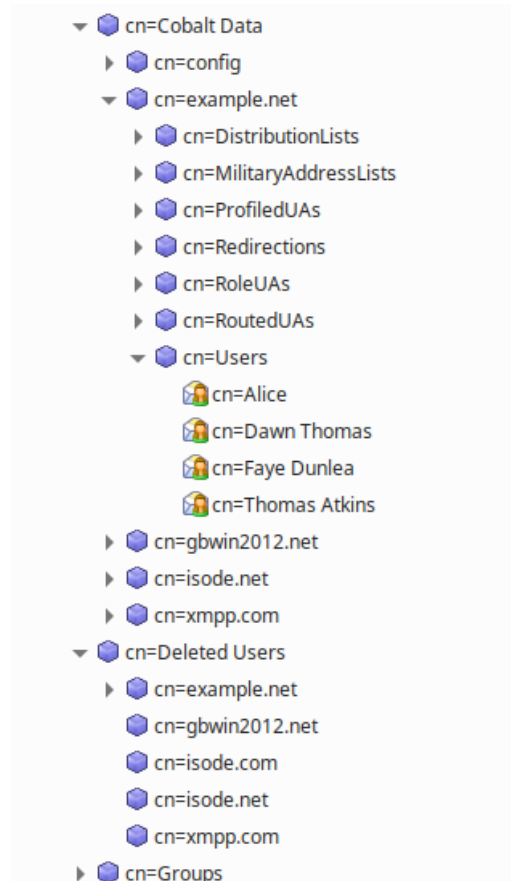 cn=Cobalt Data
cn=config
cn=example.net
cn=DistributionLists
cn=MilitaryAddressLists
cn=ProfiledUAs
cn=Redirections
cn=RoleUAs
cn=RoutedUAs
cn=Users
cn=Alice
cn=Dawn Thomas
cn=Faye Dunlea
cn=Thomas Atkins
cn=gbwin2012.net
cn=isode.net
cn=xmpp.com
cn=Deleted Users
cn=example.net
cn=gbwin2012.net
cn=isode.com
cn=isode.net
cn=xmpp.com
cn=Groups